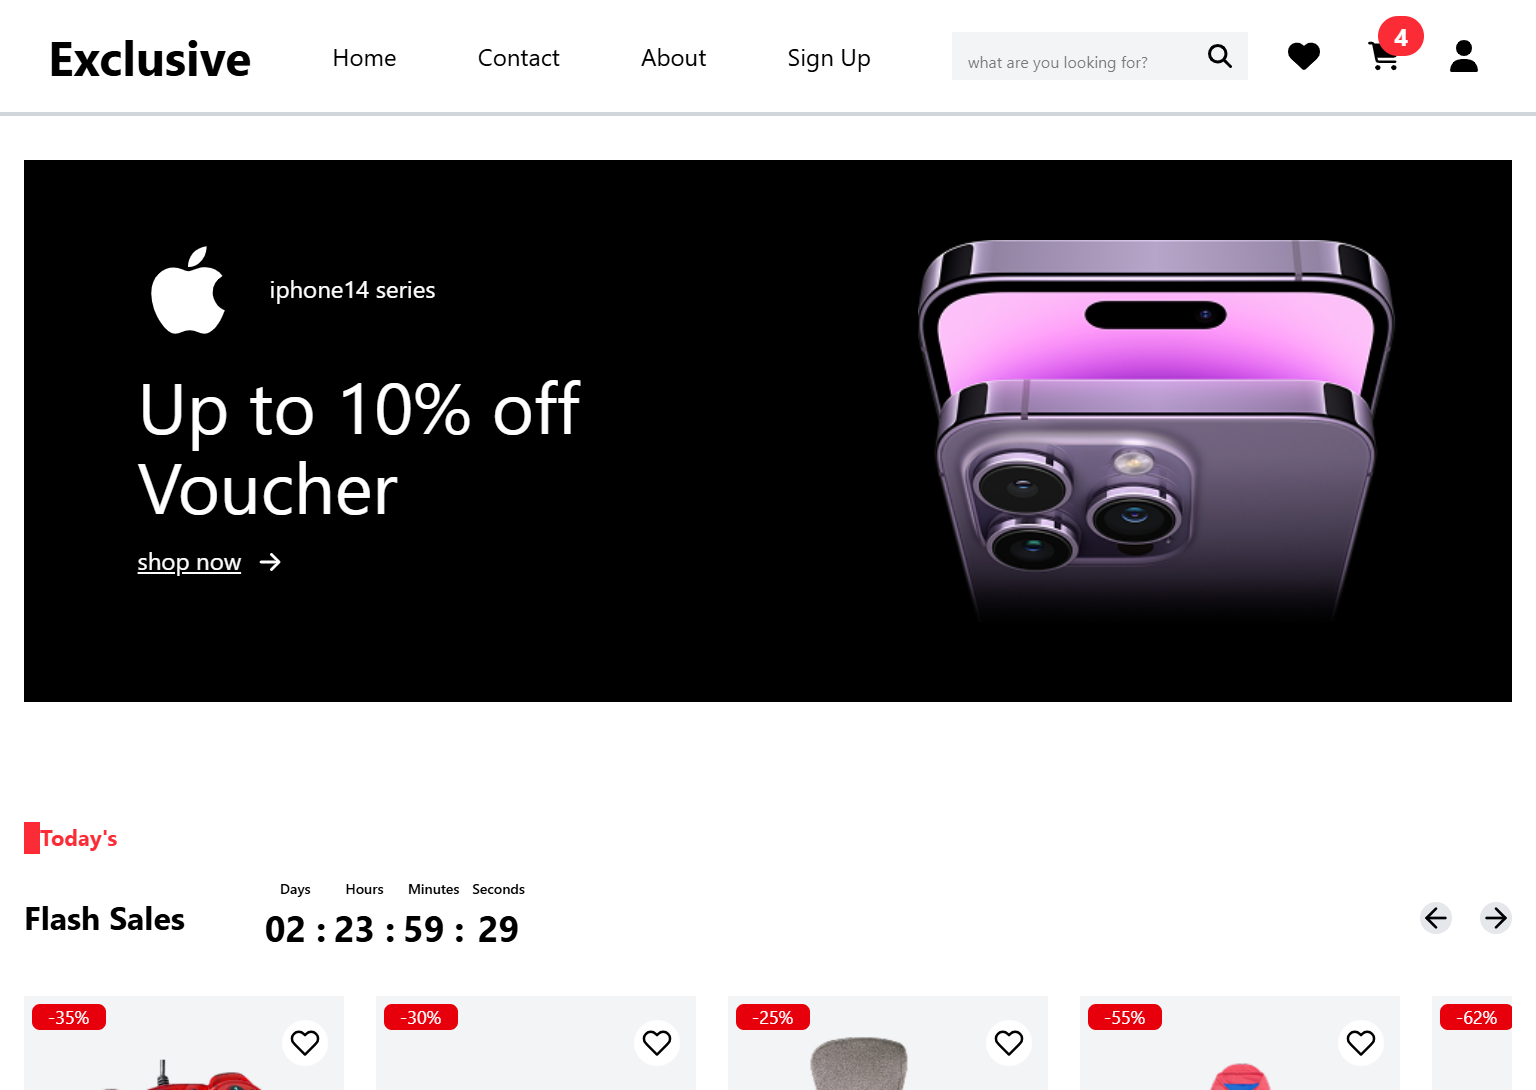 Exclusive Home Contact About Sign Up what are you looking for? 4
iphone14 series
Up to 10% off
Voucher
shop now
Today's
Days Hours Minutes Seconds
Flash Sales 02 : 23 : 59 : 29
-35% -30% -25% -55% -62%